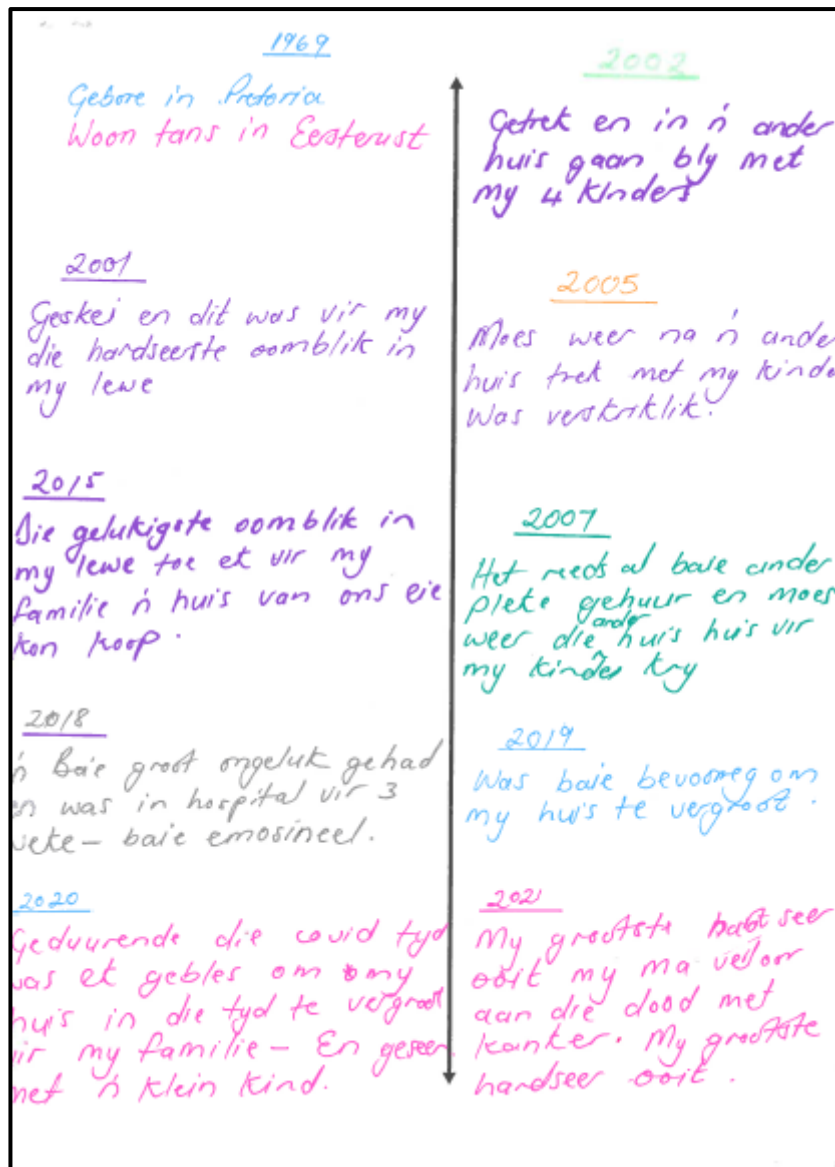 1969
Gebore in Pretoria
Woon tans in Eersterust
2001
Geskei en dit was vir my
die hardseerste oomblik in
my lewe
2015
Die gelukigste oomblik in
my lewe toe ek vir my
familie 'n huis van ons eie
kon koop.
2018
'n Baie groot ongeluk gehad
en was in hospital vir 3
weke - baie emosineel.
2020
Geduurende die covid tyd
was ek gebles om my
huis in die tyd te vergroot
vir my familie - En geseen
met 'n klein kind.
2002
Getrek en in 'n ander
huis gaan bly met
my 4 kinders
2005
Moes weer na 'n ander
huis trek met my kinde
Was verskriklik.
2007
Het reeds al baie ander
pleke gehuur en moes
weer die ander huis huis vir
my kinders kry
2019
Was baie bevooreg om
my huis te vergroot.
2021
My grootste hartseer
ooit my ma verloor
aan die dood met
kanker. My grootste
hardseer ooit.